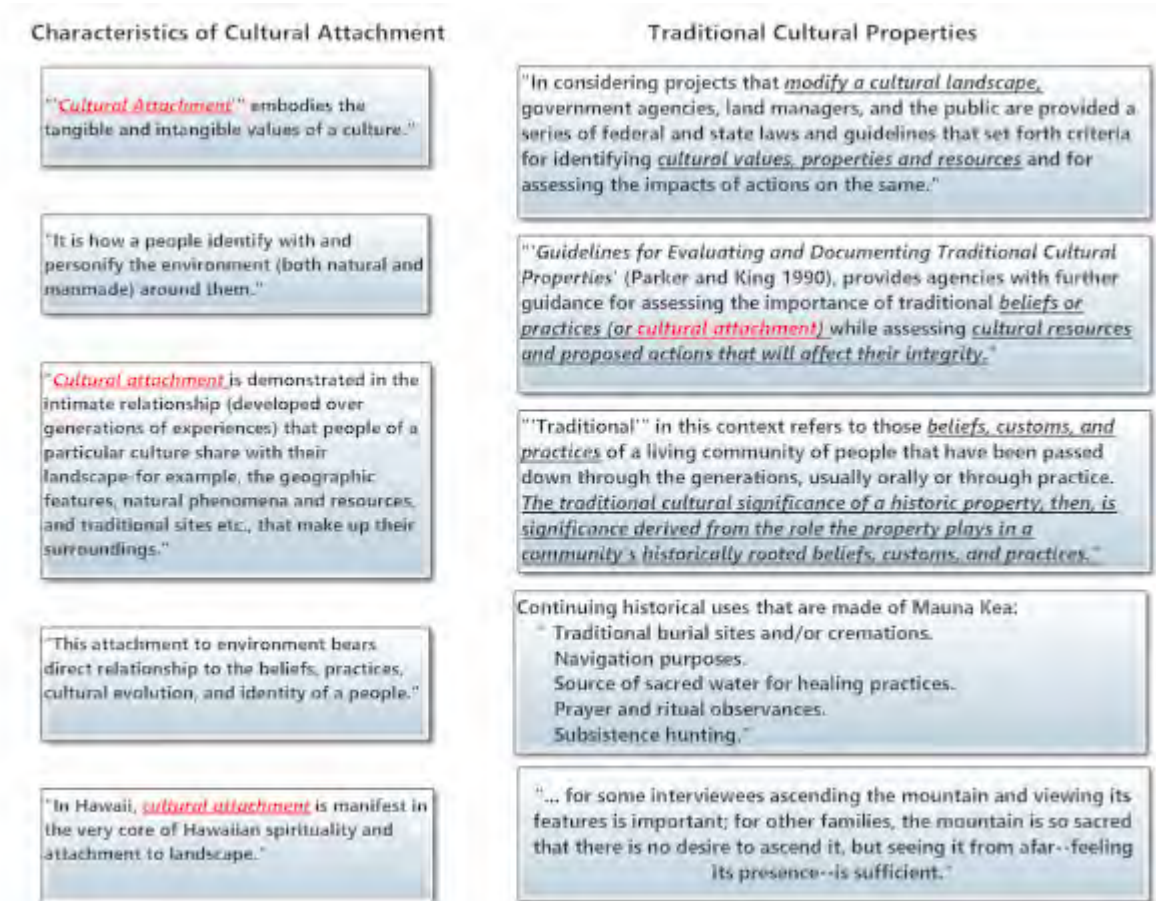 Characteristics of Cultural Attachment
"'Cultural Attachment'" embodies the
tangible and intangible values of a culture."
"It is how a people identify with and
personify the environment (both natural and
manmade) around them."
"Cultural attachment is demonstrated in the
intimate relationship (developed over
generations of experiences) that people of a
particular culture share with their
landscape-for example, the geographic
features, natural phenomena and resources,
and traditional sites etc., that make up their
surroundings."
"This attachment to environment bears
direct relationship to the beliefs, practices,
cultural evolution, and identity of a people."
"In Hawaii, cultural attachment is manifest in
the very core of Hawaiian spirituality and
attachment to landscape."
Traditional Cultural Properties
"In considering projects that modify a cultural landscape,
government agencies, land managers, and the public are provided a
series of federal and state laws and guidelines that set forth criteria
for identifying cultural values, properties and resources and for
assessing the impacts of actions on the same."
"'Guidelines for Evaluating and Documenting Traditional Cultural
Properties' (Parker and King 1990), provides agencies with further
guidance for assessing the importance of traditional beliefs or
practices (or cultural attachment) while assessing cultural resources
and proposed actions that will affect their integrity."
"'Traditional'" in this context refers to those beliefs, customs, and
practices of a living community of people that have been passed
down through the generations, usually orally or through practice.
The traditional cultural significance of a historic property, then, is
significance derived from the role the property plays in a
community's historically rooted beliefs, customs, and practices."
Continuing historical uses that are made of Mauna Kea:
" Traditional burial sites and/or cremations.
Navigation purposes.
Source of sacred water for healing practices.
Prayer and ritual observances.
Subsistence hunting."
"... for some interviewees ascending the mountain and viewing its
features is important; for other families, the mountain is so sacred
that there is no desire to ascend it, but seeing it from afar--feeling
its presence--is sufficient."